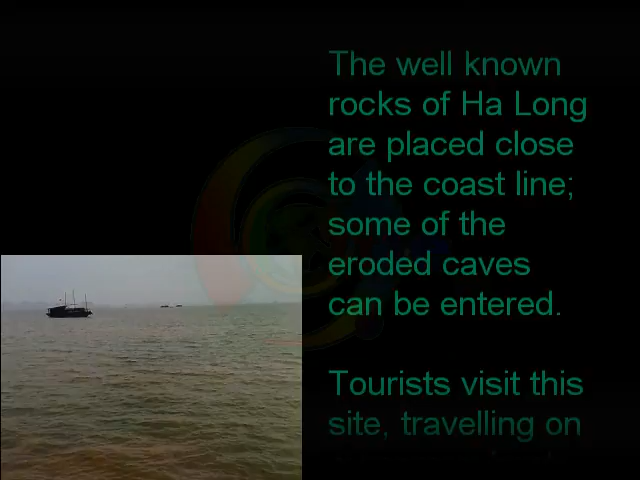 The well known
rocks of Ha Long
are placed close
to the coast line;
some of the
eroded caves
can be entered.
Tourists visit this
site, travelling on